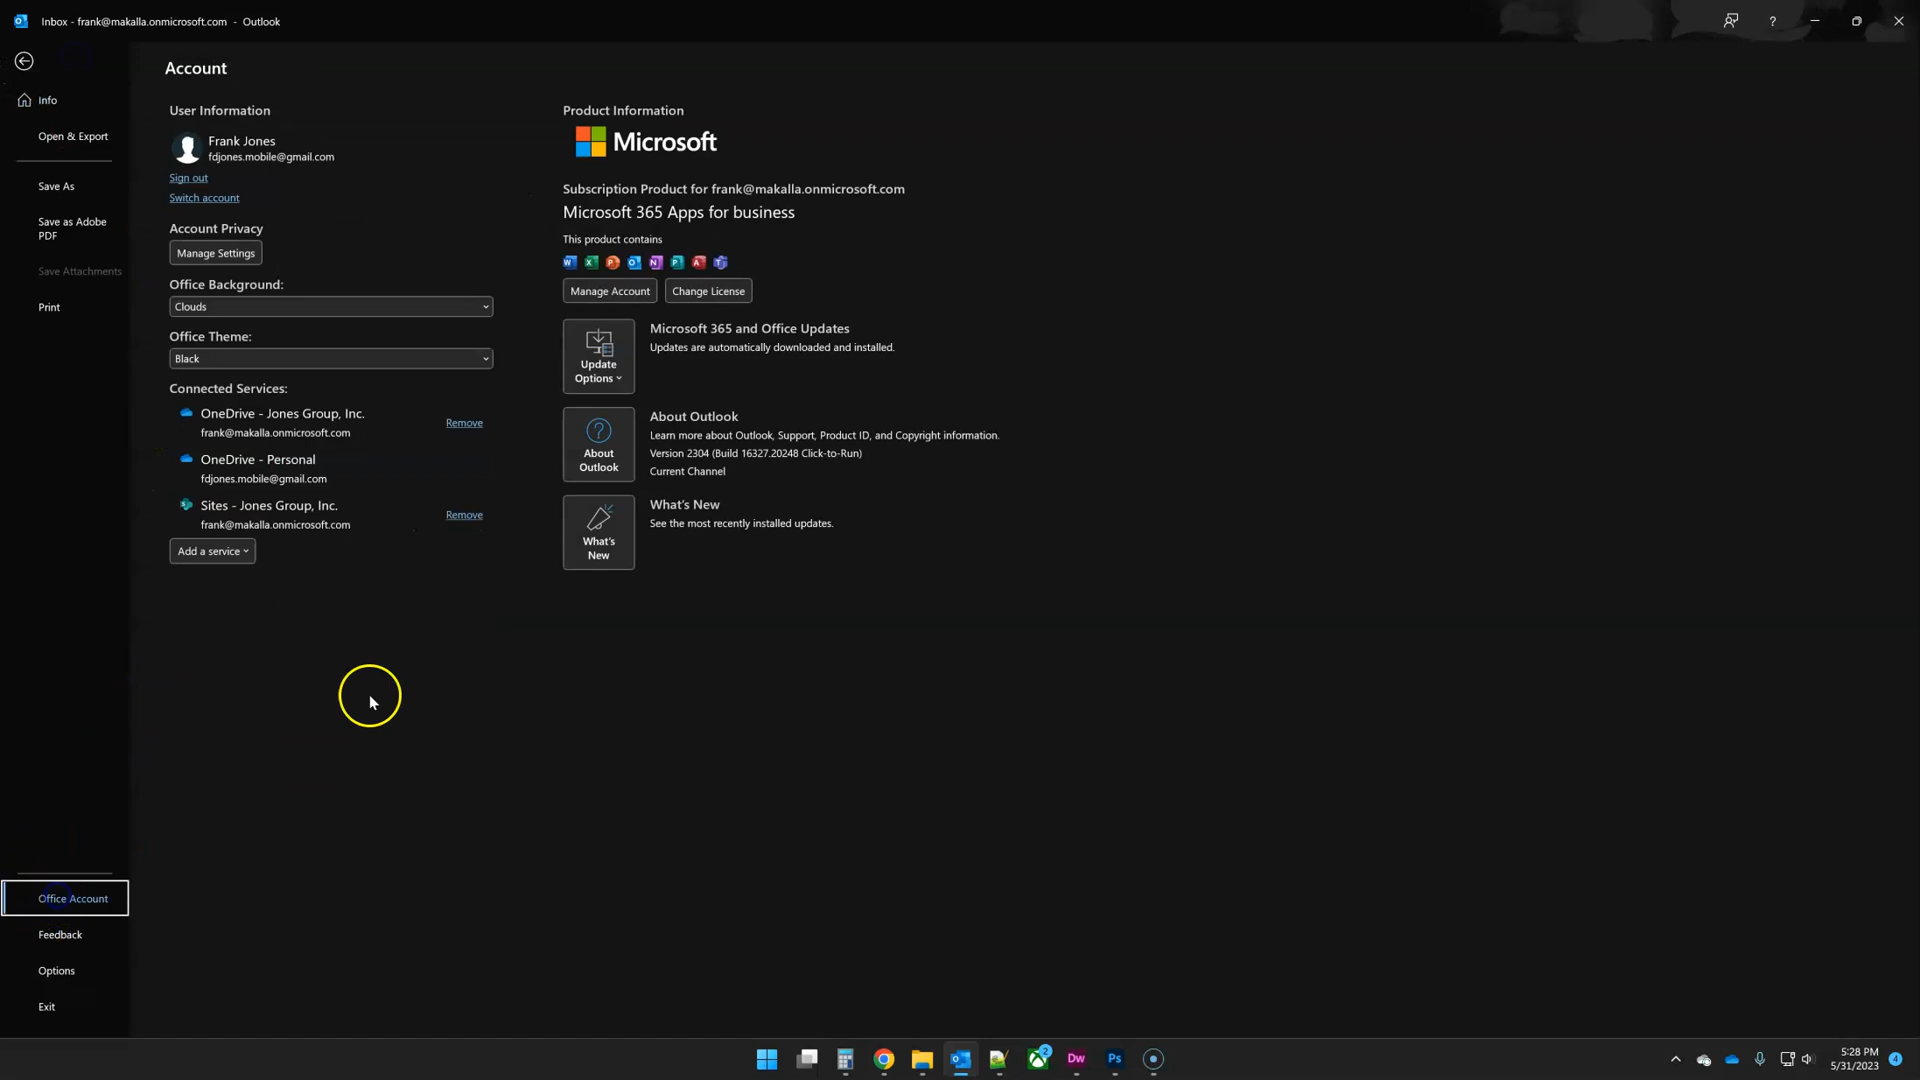 Inbox - frank@makalla.onmicrosoft.com - Outlook
?
Account
Info
Open & Export
Save As
Save as Adobe
PDF
Save Attachments
Print
Office Account
Feedback
Options
Exit
User Information
Frank Jones
fdjones.mobile@gmail.com
Sign out
Switch account
Account Privacy
Manage Settings
Office Background:
Clouds
Office Theme:
Black
Connected Services:
OneDrive - Jones Group, Inc.
frank@makalla.onmicrosoft.com
Remove
OneDrive - Personal
fdjones.mobile@gmail.com
Sites - Jones Group, Inc.
frank@makalla.onmicrosoft.com
Remove
Add a service
Product Information
Microsoft
Subscription Product for frank@makalla.onmicrosoft.com
Microsoft 365 Apps for business
This product contains
Manage Account
Change License
Update
Options
Microsoft 365 and Office Updates
Updates are automatically downloaded and installed.
About
Outlook
About Outlook
Learn more about Outlook, Support, Product ID, and Copyright information.
Version 2304 (Build 16327.20248 Click-to-Run)
Current Channel
What's
New
What's New
See the most recently installed updates.
2
Dw
Ps
5:28 PM
5/31/2023
4